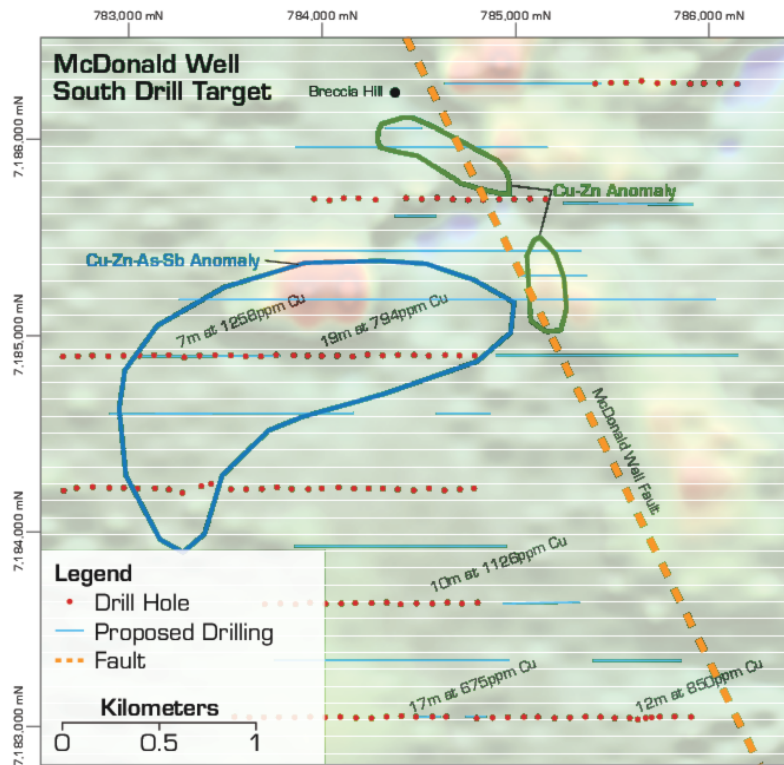 783,000 mN
784,000 mN
785,000 mN
786,000 mN
McDonald Well
South Drill Target
Breccia Hill
7,186,000 mN
Cu-Zn Anomaly
Cu-Zn-As-Sb Anomaly
7m at 1258ppm Cu
19m at 794ppm Cu
7,185,000 mN
McDonald Well Fault
7,184,000 mN
10m at 1126ppm Cu
Legend
Drill Hole
Proposed Drilling
Fault
Kilometers
0 0.5 1
17m at 675ppm Cu
12m at 850ppm Cu
7,183,000 mN